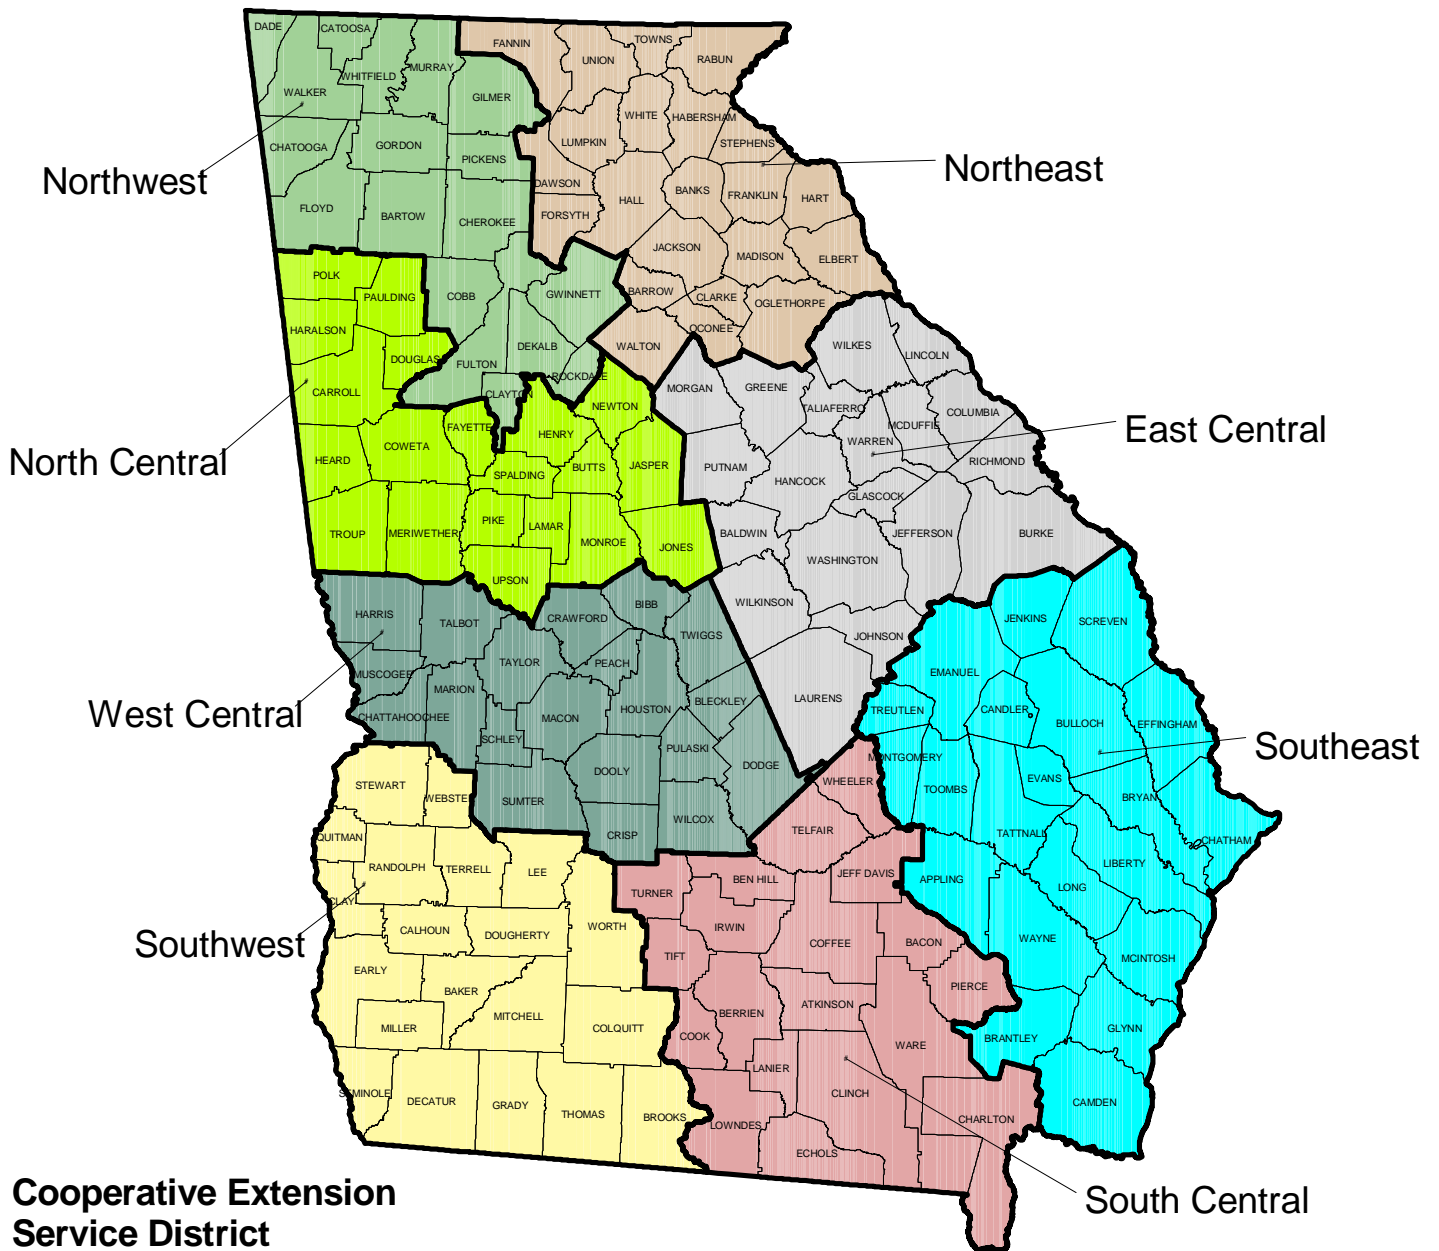 DADE
CATOOSA
FANNIN
TOWNS
UNION
RABUN
WHITFIELD
MURRAY
WALKER
GILMER
WHITE
HABERSHAM
LUMPKIN
STEPHENS
CHATOOGA
GORDON
PICKENS
Northwest
Northeast
DAWSON
BANKS
FRANKLIN
HART
HALL
FLOYD
BARTOW
CHEROKEE
FORSYTH
JACKSON
MADISON
ELBERT
POLK
PAULDING
COBB
GWINNETT
BARROW
CLARKE
OGLETHORPE
HARALSON
OCONEE
DOUGLAS
DEKALB
WALTON
WILKES
LINCOLN
FULTON
ROCKDALE
CARROLL
CLAYTON
MORGAN
GREENE
NEWTON
TALIAFERRO
COLUMBIA
FAYETTE
HENRY
MCDUFFIE
East Central
COWETA
WARREN
North Central
HEARD
SPALDING
BUTTS
JASPER
PUTNAM
RICHMOND
HANCOCK
GLASCOCK
TROUP
MERIWETHER
PIKE
LAMAR
MONROE
JONES
BALDWIN
JEFFERSON
BURKE
WASHINGTON
UPSON
WILKINSON
HARRIS
TALBOT
CRAWFORD
BIBB
TWIGGS
JOHNSON
JENKINS
SCREVEN
TAYLOR
PEACH
MUSCOGEE
EMANUEL
MARION
BLECKLEY
LAURENS
West Central
CHATTAHOOCHEE
MACON
HOUSTON
TREUTLEN
CANDLER
BULLOCH
EFFINGHAM
SCHLEY
PULASKI
Southeast
MONTGOMERY
DODGE
DOOLY
WHEELER
STEWART
WEBSTER
SUMTER
TOOMBS
EVANS
BRYAN
WILCOX
QUITMAN
CRISP
TELFAIR
TATTNALL
CHATHAM
RANDOLPH
TERRELL
LEE
LIBERTY
TURNER
BEN HILL
JEFF DAVIS
APPLING
LONG
CLAY
CALHOUN
DOUGHERTY
WORTH
IRWIN
Southwest
COFFEE
BACON
WAYNE
TIFT
MCINTOSH
EARLY
BAKER
PIERCE
MITCHELL
BERRIEN
ATKINSON
MILLER
COLQUITT
COOK
WARE
BRANTLEY
GLYNN
LANIER
SEMINOLE
DECATUR
GRADY
THOMAS
BROOKS
CLINCH
CAMDEN
LOWNDES
CHARLTON
ECHOLS
South Central
Cooperative Extension
Service District